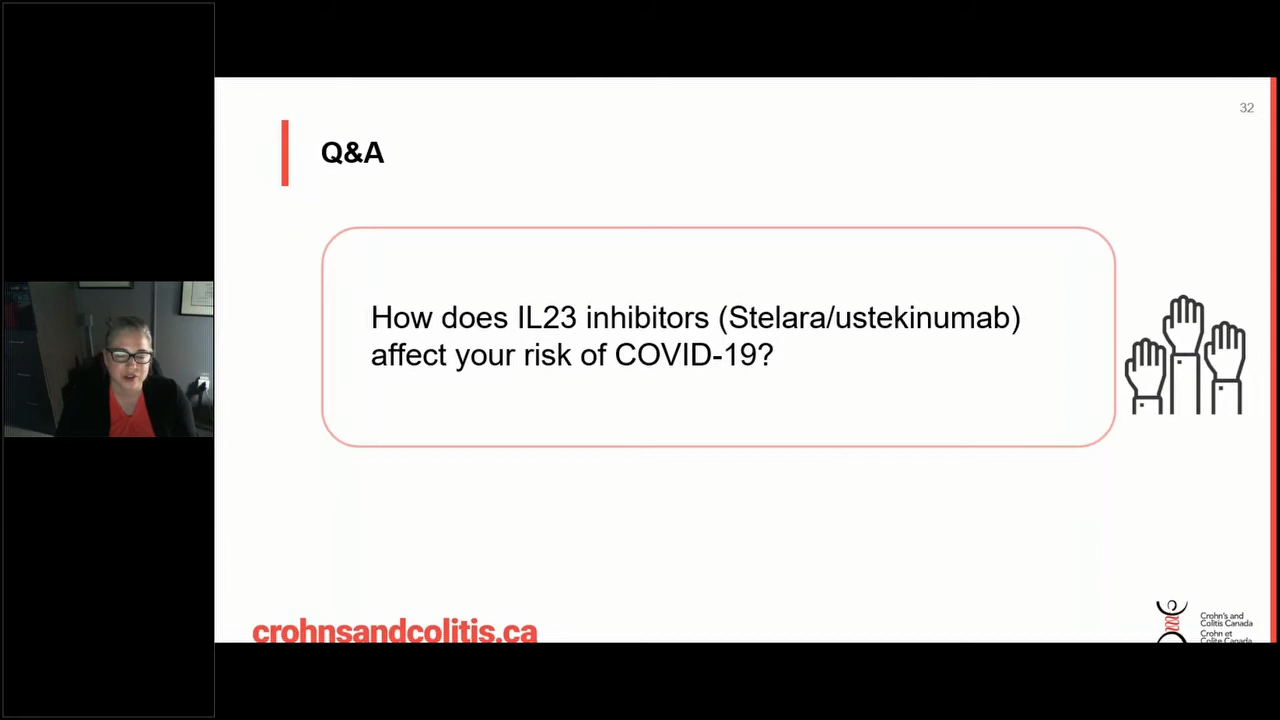 32
Q&A
How does IL23 inhibitors (Stelara/ustekinumab)
affect your risk of COVID-19?
crohnsandcolitis.ca
Crohn's and
Colitis Canada
Crohn et
Colite Canada